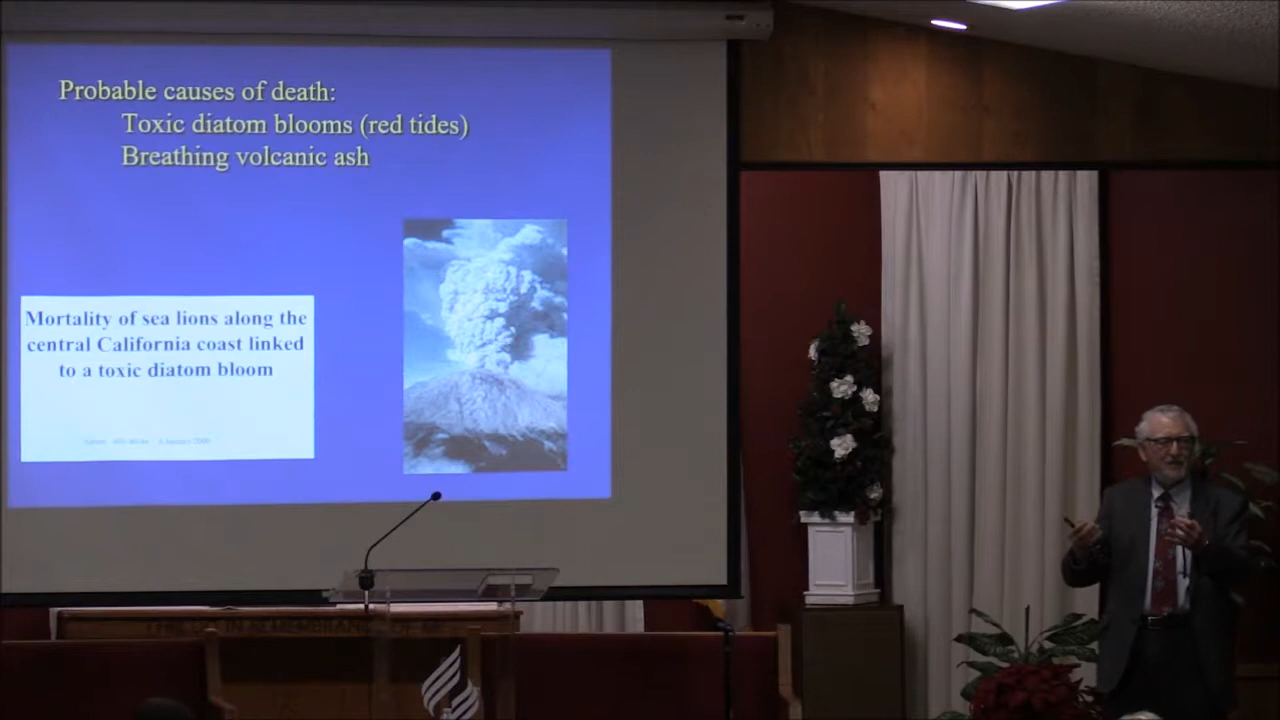 Probable causes of death:
Toxic diatom blooms (red tides)
Breathing volcanic ash
Mortality of sea lions along the
central California coast linked
to a toxic diatom bloom